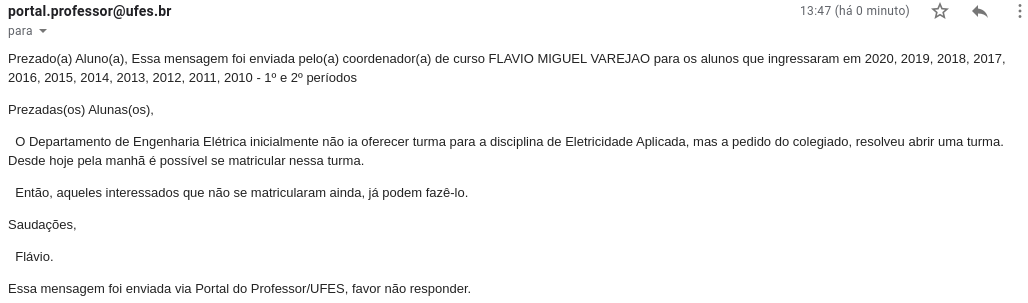 portal.professor@ufes.br 13:47 (há 0 minuto)
para
Prezado(a) Aluno(a), Essa mensagem foi enviada pelo(a) coordenador(a) de curso FLAVIO MIGUEL VAREJAO para os alunos que ingressaram em 2020, 2019, 2018, 2017,
2016, 2015, 2014, 2013, 2012, 2011, 2010 - 1º e 2º períodos
Prezadas(os) Alunas(os),
O Departamento de Engenharia Elétrica inicialmente não ia oferecer turma para a disciplina de Eletricidade Aplicada, mas a pedido do colegiado, resolveu abrir uma turma.
Desde hoje pela manhã é possível se matricular nessa turma.
Então, aqueles interessados que não se matricularam ainda, já podem fazê-lo.
Saudações,
Flávio.
Essa mensagem foi enviada via Portal do Professor/UFES, favor não responder.